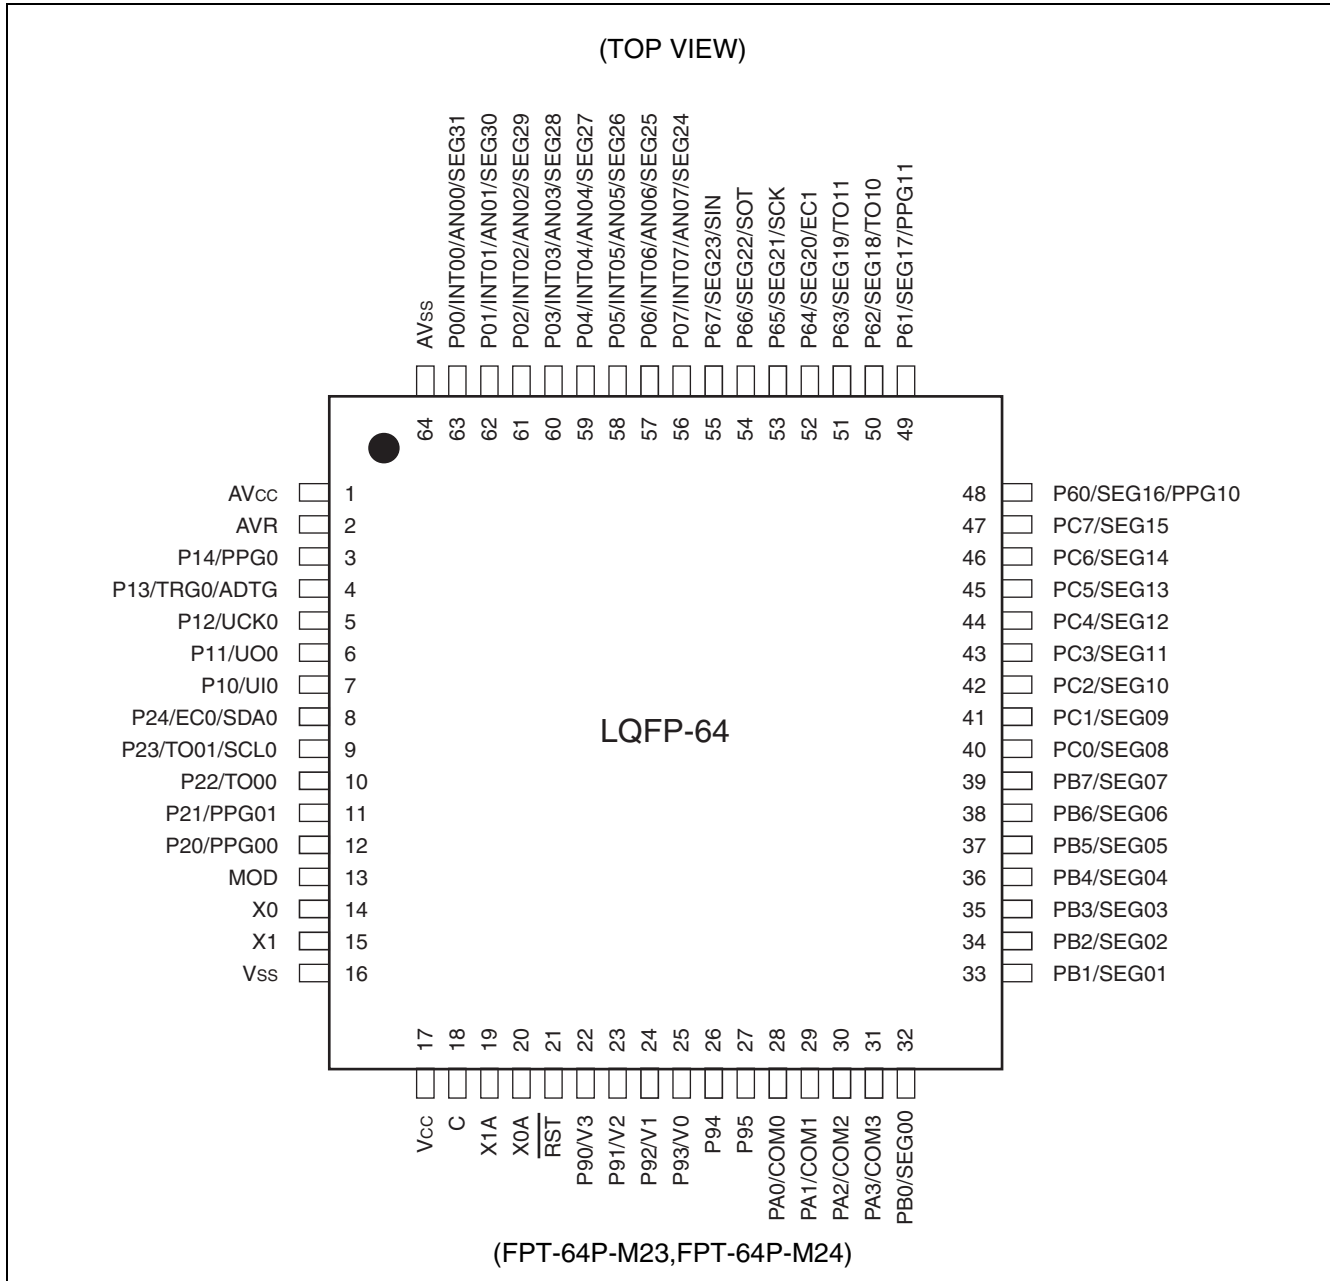 (TOP VIEW)
AVss
P00/INT00/AN00/SEG31
P01/INT01/AN01/SEG30
P02/INT02/AN02/SEG29
P03/INT03/AN03/SEG28
P04/INT04/AN04/SEG27
P05/INT05/AN05/SEG26
P06/INT06/AN06/SEG25
P07/INT07/AN07/SEG24
P67/SEG23/SIN
P66/SEG22/SOT
P65/SEG21/SCK
P64/SEG20/EC1
P63/SEG19/TO11
P62/SEG18/TO10
P61/SEG17/PPG11
64
63
62
61
60
59
58
57
56
55
54
53
52
51
50
49
AVcc 1
AVR 2
P14/PPG0 3
P13/TRG0/ADTG 4
P12/UCK0 5
P11/UO0 6
P10/UI0 7
P24/EC0/SDA0 8
P23/TO01/SCL0 9
P22/TO00 10
P21/PPG01 11
P20/PPG00 12
MOD 13
X0 14
X1 15
Vss 16
LQFP-64
48 P60/SEG16/PPG10
47 PC7/SEG15
46 PC6/SEG14
45 PC5/SEG13
44 PC4/SEG12
43 PC3/SEG11
42 PC2/SEG10
41 PC1/SEG09
40 PC0/SEG08
39 PB7/SEG07
38 PB6/SEG06
37 PB5/SEG05
36 PB4/SEG04
35 PB3/SEG03
34 PB2/SEG02
33 PB1/SEG01
17
18
19
20
21
22
23
24
25
26
27
28
29
30
31
32
Vcc
C
X1A
X0A
RST
P90/V3
P91/V2
P92/V1
P93/V0
P94
P95
PA0/COM0
PA1/COM1
PA2/COM2
PA3/COM3
PB0/SEG00
(FPT-64P-M23,FPT-64P-M24)